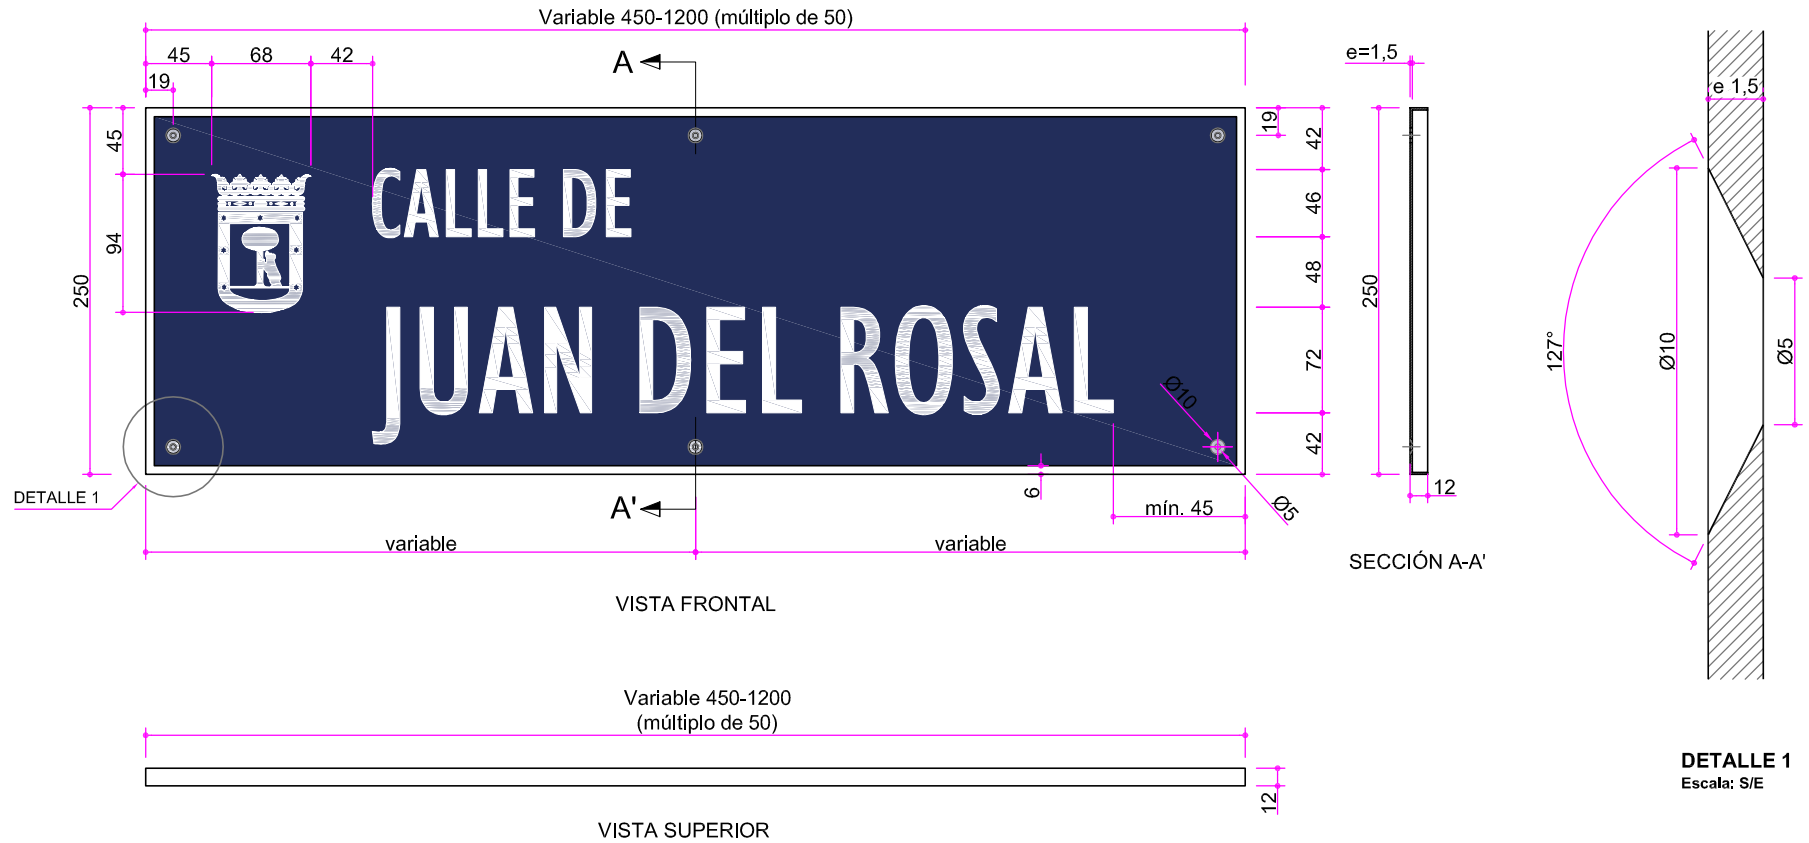 Variable 450-1200 (múltiplo de 50)
45
68
42
19
A
e=1,5
e 1,5
45
94
250
CALLE DE
JUAN DEL ROSAL
19
42
46
48
72
42
250
127°
Ø10
Ø5
Ø10
Ø5
6
mín. 45
12
DETALLE 1
A'
variable
variable
SECCIÓN A-A'
VISTA FRONTAL
Variable 450-1200
(múltiplo de 50)
12
VISTA SUPERIOR
DETALLE 1
Escala: S/E